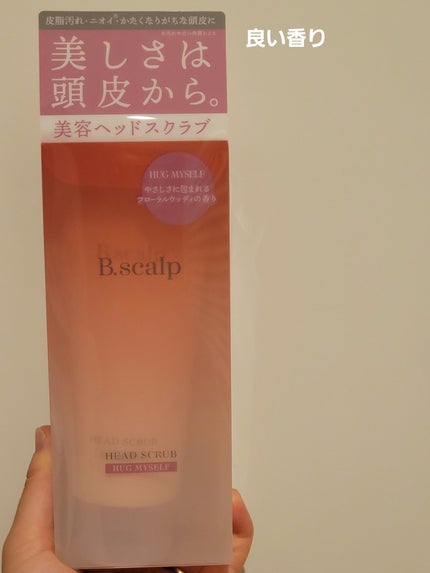 皮脂汚れ・ニオイ・かたくなりがちな頭皮に
良い香り
美しさは
頭皮から。
美容ヘッドスクラブ
HUG MYSELF
やさしさに包まれる
フローラルウッディの香り
B.scalp
HEAD SCRUB
HEAD SCRUB
HUG MYSELF